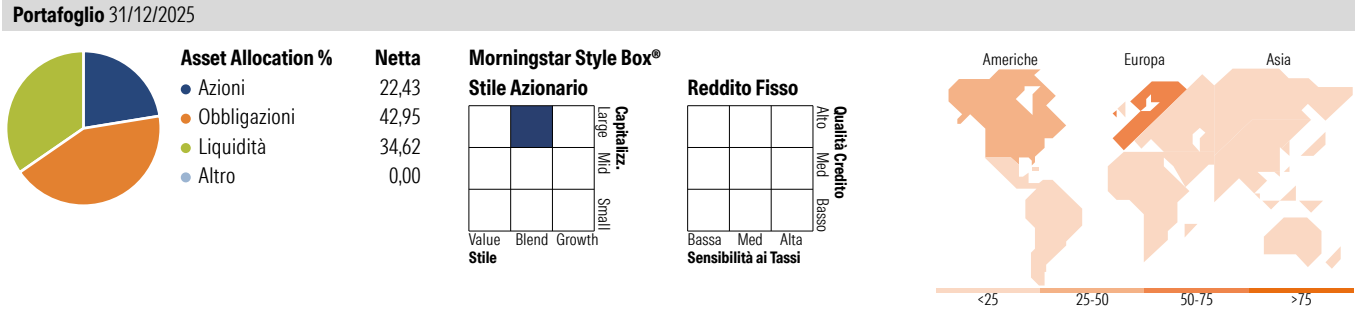 Portafoglio 31/12/2025
Asset Allocation % Netta
Azioni 22,43
Obbligazioni 42,95
Liquidità 34,62
Altro 0,00
Morningstar Style Box®
Stile Azionario
Large Mid Small
Capitalizz.
Value Blend Growth
Stile
Reddito Fisso
Alto Med Basso
Qualità Credito
Bassa Med Alta
Sensibilità ai Tassi
Americhe Europa Asia
<25 25-50 50-75 >75